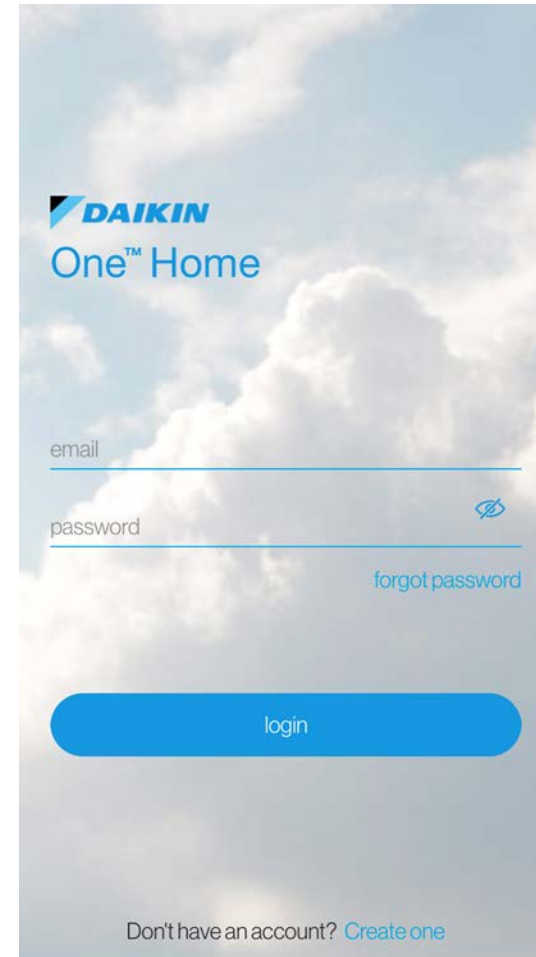 DAIKIN
One™ Home
email
password
forgot password
login
Don't have an account? Create one